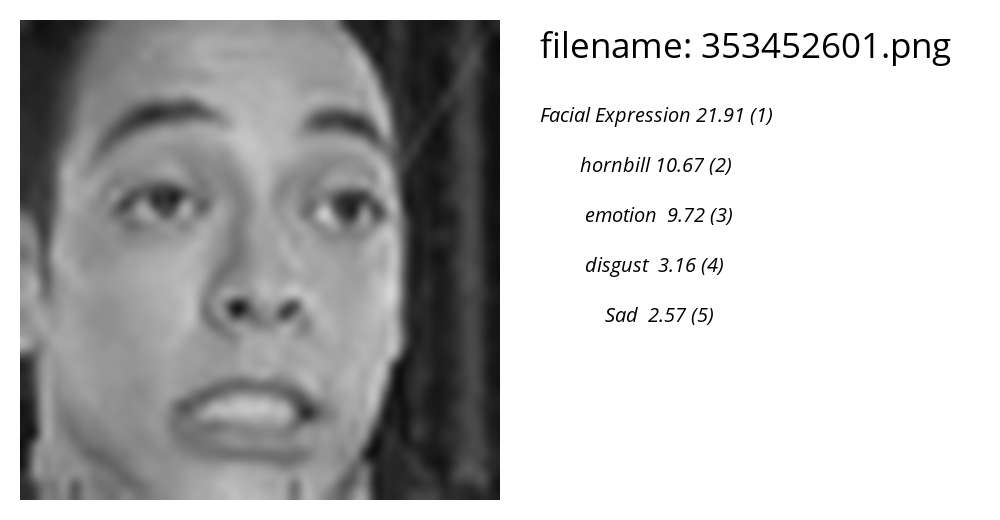 filename: 353452601.png
Facial Expression 21.91 (1)
hornbill 10.67 (2)
emotion 9.72 (3)
disgust 3.16 (4)
Sad 2.57 (5)